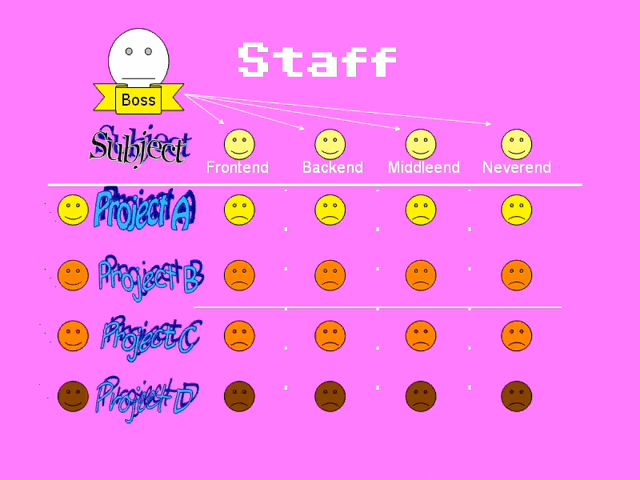 Staff
Boss
Subject
Frontend Backend Middleend Neverend
Project A
Project B
Project C
Project D